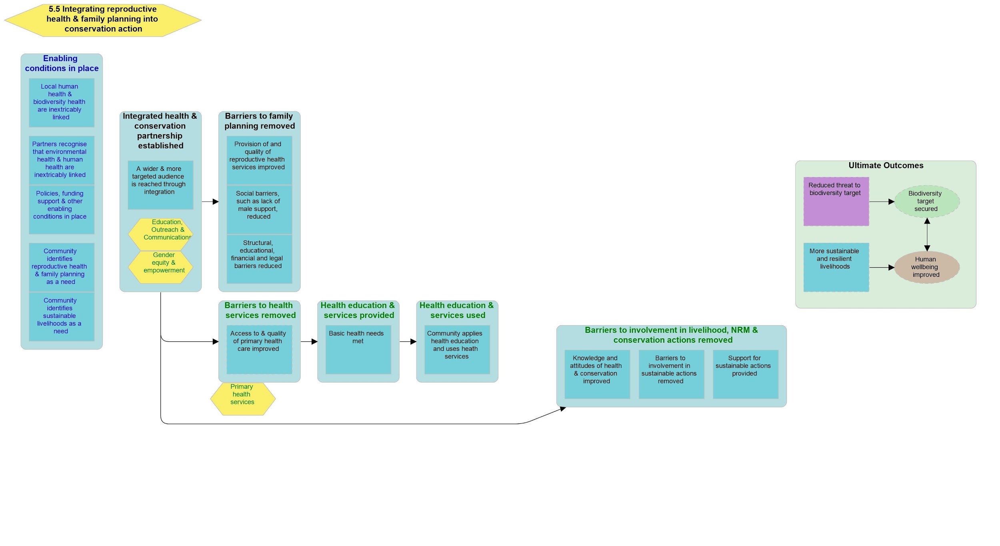 5.5 Integrating reproductive
health & family planning into
conservation action
Enabling
conditions in place
Local human
health &
biodiversity health
are inextricably
linked
Partners recognise
that environmental
health & human
health are
inextricably linked
Policies, funding
support & other
enabling
conditions in place
Community
identifies
reproductive health
& family planning
as a need
Community
identifies
sustainable
livelihoods as a
need
Integrated health &
conservation
partnership
established
A wider & more
targeted audience
is reached through
integration
Education,
Outreach &
Communications
Gender
equity &
empowerment
Barriers to family
planning removed
Provision of and
quality of
reproductive health
services improved
Social barriers,
such as lack of
male support,
reduced
Structural,
educational,
financial and legal
barriers reduced
Barriers to health
services removed
Access to & quality
of primary health
care improved
Primary
health
services
Health education &
services provided
Basic health needs
met
Health education &
services used
Community applies
health education
and uses heath
services
Barriers to involvement in livelihood, NRM &
conservation actions removed
Knowledge and
attitudes of health
& conservation
improved
Barriers to
involvement in
sustainable actions
removed
Support for
sustainable actions
provided
Ultimate Outcomes
Reduced threat to
biodiversity target
Biodiversity
target
secured
More sustainable
and resilient
livelihoods
Human
wellbeing
improved